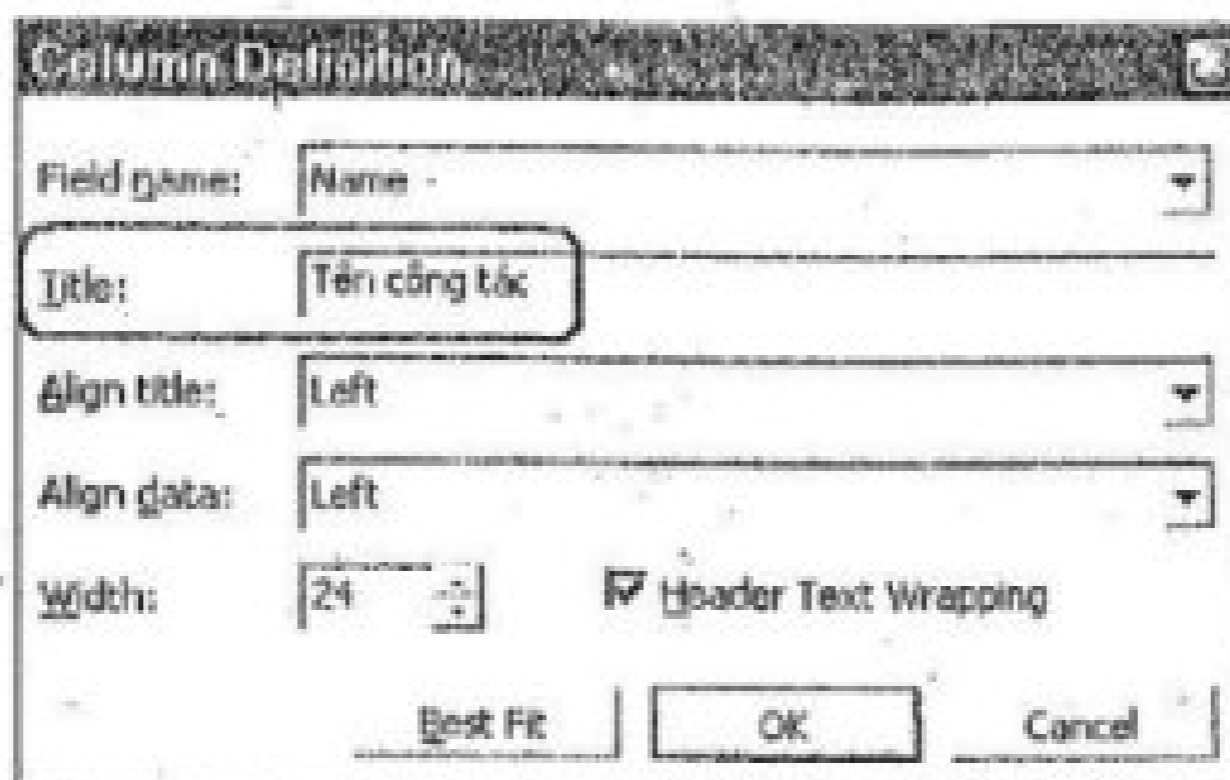 Column Definition
Field name: Name
Title: Tên công tác
Align title: Left
Align data: Left
Width: 24 Header Text Wrapping
Best Fit OK Cancel